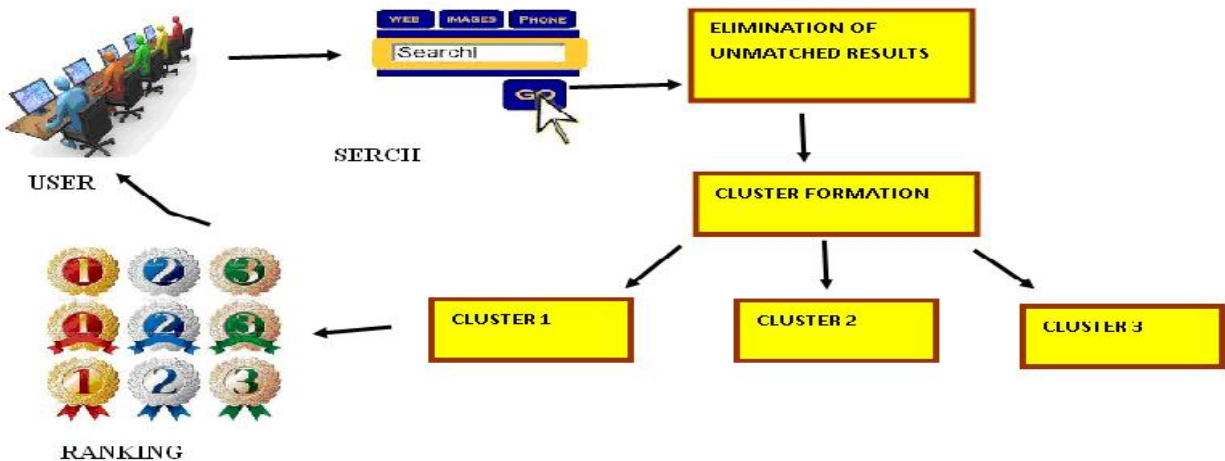 WEB IMAGES PHONE
Search|
GO
ELIMINATION OF
UNMATCHED RESULTS
SERCH
USER
CLUSTER FORMATION
1 2 3
1 2 3
1 2 3
CLUSTER 1
CLUSTER 2
CLUSTER 3
RANKING